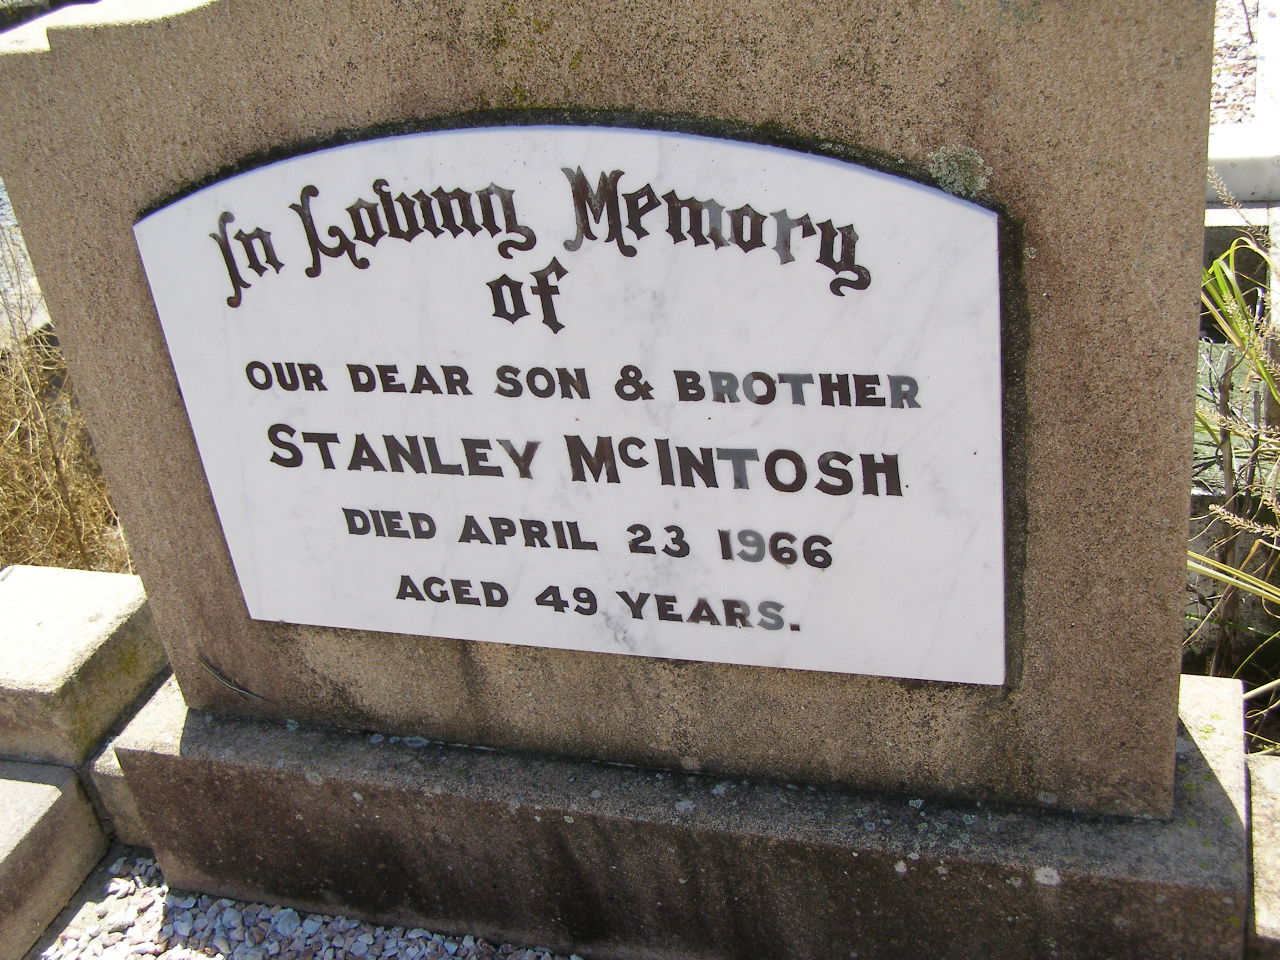 In Loving Memory
of
OUR DEAR SON & BROTHER
STANLEY McINTOSH
DIED APRIL 23 1966
AGED 49 YEARS.